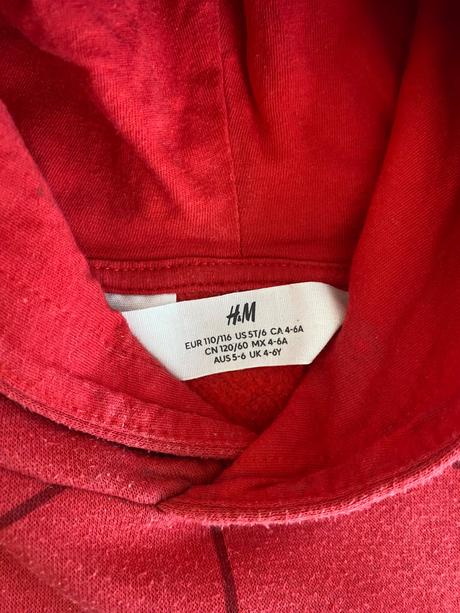 H&M
EUR 110/116 US 5T/6 CA 4-6A
CN 120/60 MX 4-6A
AUS 5-6 UK 4-6Y